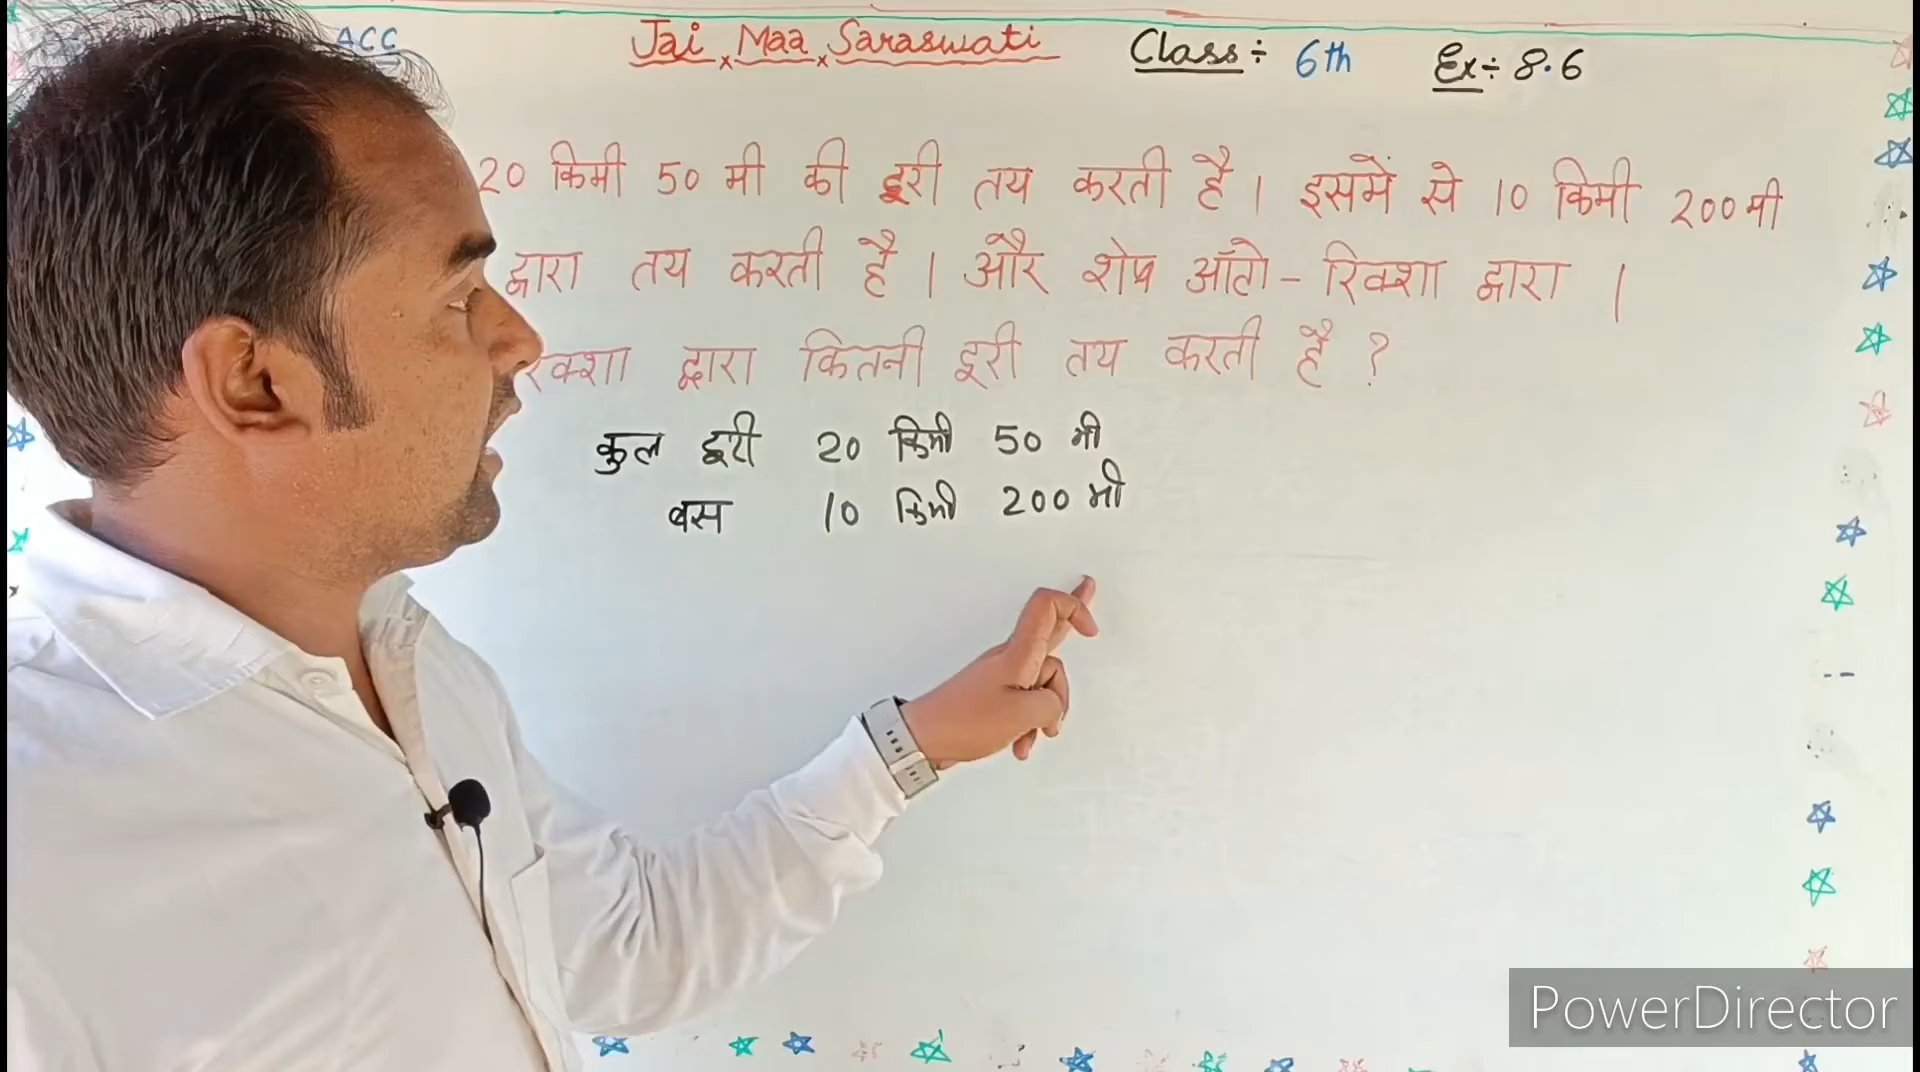 ACC Jai Maa Saraswati Class ÷ 6th Ex ÷ 8.6
20 किमी 50 मी की दूरी तय करती है। इसमें से 10 किमी 200 मी
द्वारा तय करती है। और शेष ऑटो-रिक्शा द्वारा।
रिक्शा द्वारा कितनी दूरी तय करती है?
कुल दूरी 20 किमी 50 मी
बस 10 किमी 200 मी
PowerDirector